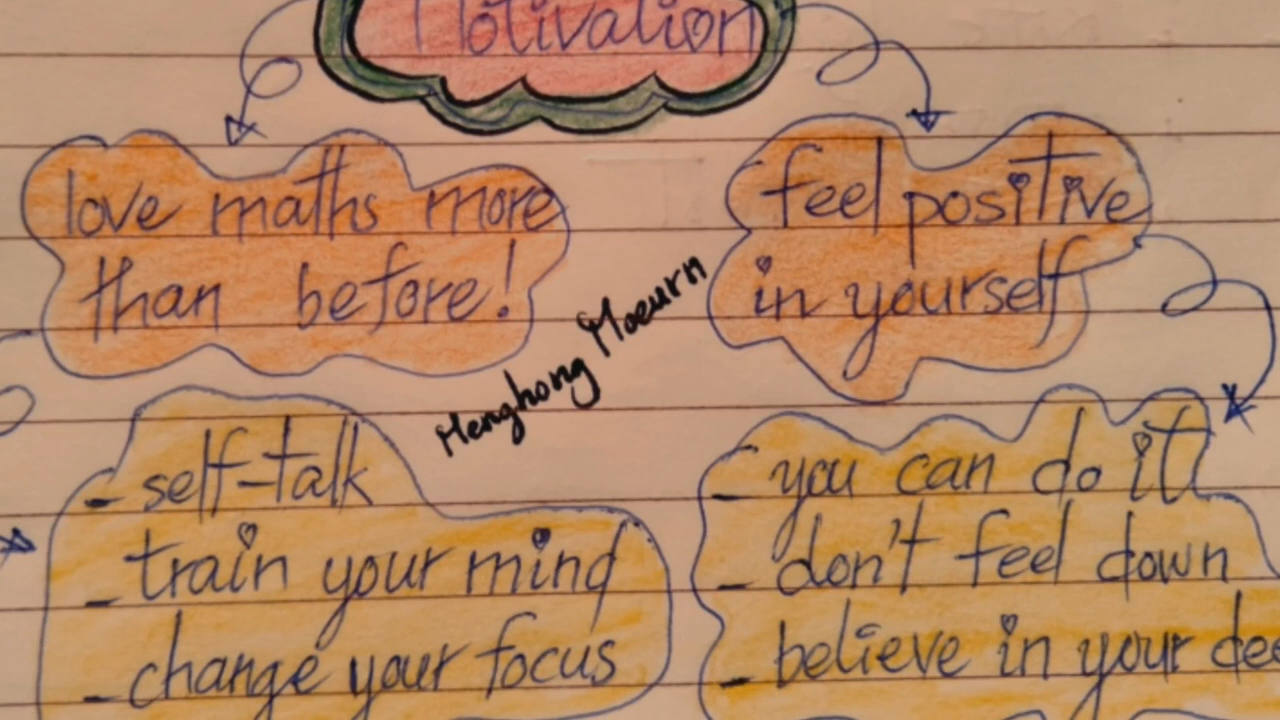 Motivation
love maths more
than before!
feel positive
in yourself
Menghong Moeurn
- self-talk
- train your mind
- change your focus
- you can do it
- don't feel down
- believe in your